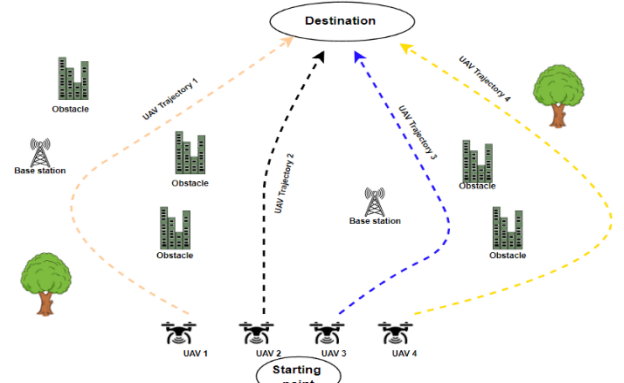 Destination
UAV Trajectory 1
UAV Trajectory 4
Obstacle
UAV Trajectory 3
Base station
Obstacle
UAV Trajectory 2
Obstacle
Base station
Obstacle
Obstacle
UAV 1
UAV 2
UAV 3
UAV 4
Starting
point